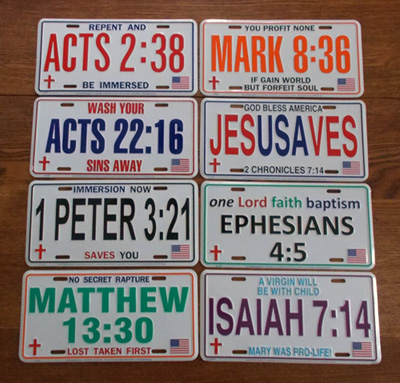 REPENT AND
ACTS 2:38
BE IMMERSED
YOU PROFIT NONE
MARK 8:36
IF GAIN WORLD
BUT FORFEIT SOUL
WASH YOUR
ACTS 22:16
SINS AWAY
GOD BLESS AMERICA
JESUSAVES
2 CHRONICLES 7:14
IMMERSION NOW
1 PETER 3:21
SAVES YOU
one Lord faith baptism
EPHESIANS
4:5
NO SECRET RAPTURE
MATTHEW
13:30
LOST TAKEN FIRST
A VIRGIN WILL
BE WITH CHILD
ISAIAH 7:14
MARY WAS PRO-LIFE!